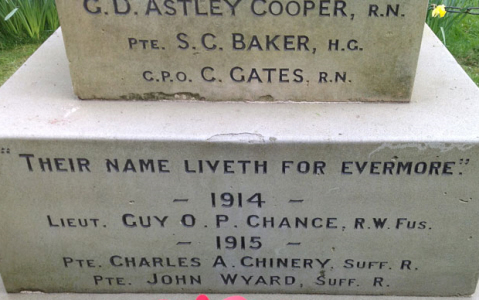 G.D. ASTLEY COOPER, R.N.
PTE. S.C. BAKER, H.G.
C.P.O. C. GATES. R.N.
"THEIR NAME LIVETH FOR EVERMORE."
– 1914 –
LIEUT. GUY O. P. CHANCE, R.W. FUS.
– 1915 –
PTE. CHARLES A. CHINERY, SUFF. R.
PTE. JOHN WYARD, SUFF. R.